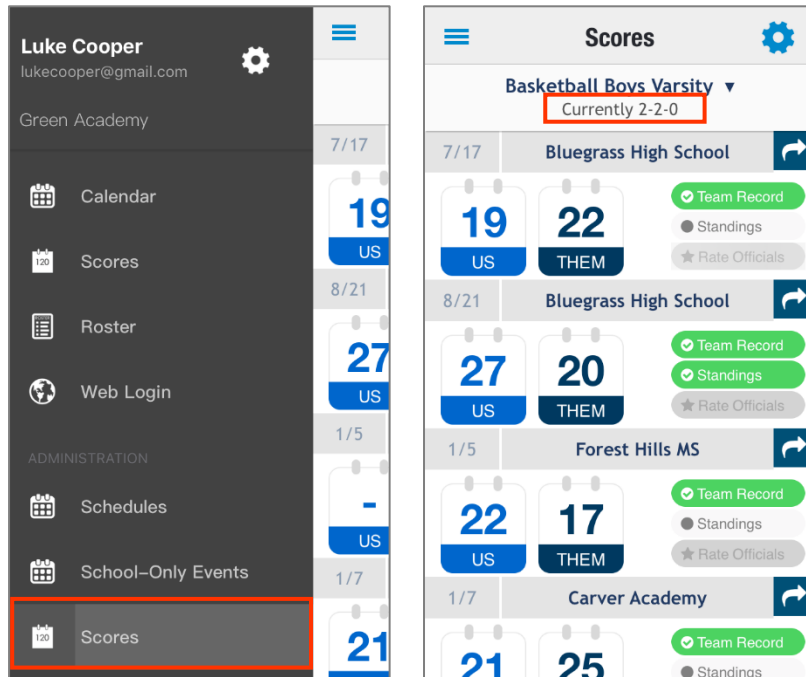 Luke Cooper
lukecooper@gmail.com
Green Academy
Calendar
120
Scores
Roster
Web Login
ADMINISTRATION
Schedules
School-Only Events
120
Scores
7/17
19
US
8/21
27
US
1/5
-
US
1/7
21
Scores
Basketball Boys Varsity ▼
Currently 2-2-0
7/17 Bluegrass High School
19 22
US THEM
Team Record
Standings
Rate Officials
8/21 Bluegrass High School
27 20
US THEM
Team Record
Standings
Rate Officials
1/5 Forest Hills MS
22 17
US THEM
Team Record
Standings
Rate Officials
1/7 Carver Academy
21 25
Team Record
Standings